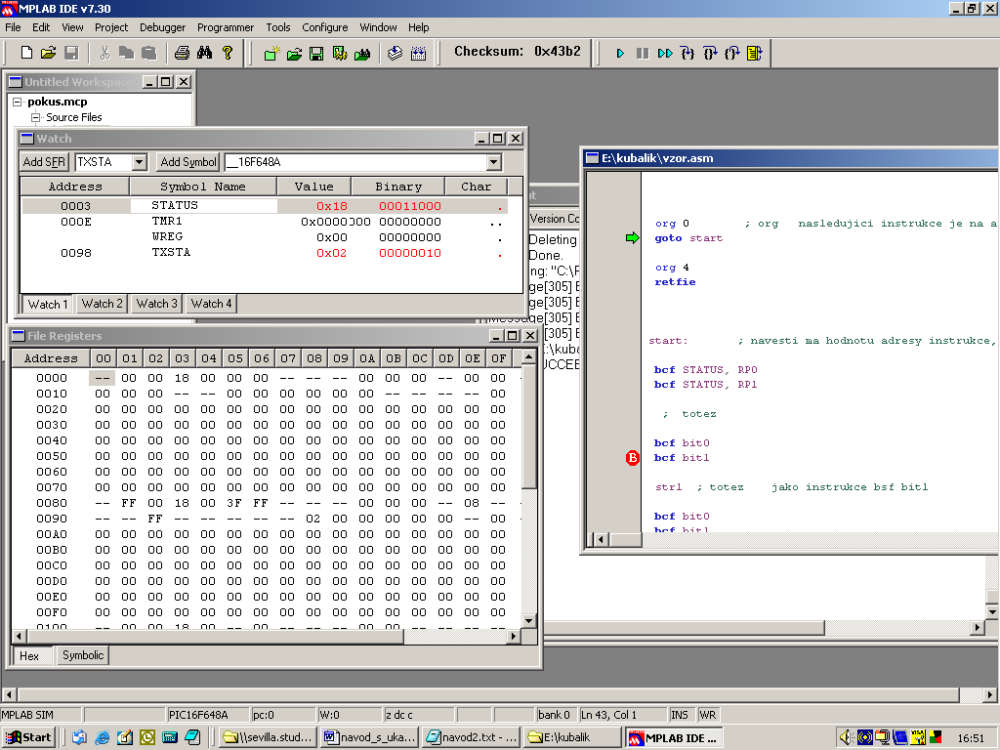 MPLAB IDE v7.30
File Edit View Project Debugger Programmer Tools Configure Window Help
Checksum: 0x43b2
Untitled Workspac
pokus.mcp
Source Files
Watch
Add SFR TXSTA Add Symbol __16F648A
Address Symbol Name Value Binary Char
0003 STATUS 0x18 00011000 .
000E TMR1 0x0000000 00000000 ..
WREG 0x00 00000000 .
0098 TXSTA 0x02 00000010 .
Watch 1 Watch 2 Watch 3 Watch 4
Version Co
Deleting
Done.
ng: "C:\P
ge[305] E
Message[305] E
ge[305] E
:\kuba
UCCEE
File Registers
Address 00 01 02 03 04 05 06 07 08 09 0A 0B 0C 0D 0E 0F
0000 -- 00 00 18 00 00 00 -- -- -- 00 00 00 -- 00 00
0010 00 00 00 -- -- 00 00 00 00 00 00 -- -- -- -- 00
0020 00 00 00 00 00 00 00 00 00 00 00 00 00 00 00 00
0030 00 00 00 00 00 00 00 00 00 00 00 00 00 00 00 00
0040 00 00 00 00 00 00 00 00 00 00 00 00 00 00 00 00
0050 00 00 00 00 00 00 00 00 00 00 00 00 00 00 00 00
0060 00 00 00 00 00 00 00 00 00 00 00 00 00 00 00 00
0070 00 00 00 00 00 00 00 00 00 00 00 00 00 00 00 00
0080 -- FF 00 18 00 3F FF -- -- -- 00 00 00 -- 08 --
0090 -- -- FF -- -- -- -- -- 02 00 00 00 00 00 -- 00 --
00A0 00 00 00 00 00 00 00 00 00 00 00 00 00 00 00 00
00B0 00 00 00 00 00 00 00 00 00 00 00 00 00 00 00 00
00C0 00 00 00 00 00 00 00 00 00 00 00 00 00 00 00 00
00D0 00 00 00 00 00 00 00 00 00 00 00 00 00 00 00 00
00E0 00 00 00 00 00 00 00 00 00 00 00 00 00 00 00 00
00F0 00 00 00 00 00 00 00 00 00 00 00 00 00 00 00 00
0100 -- 00 00 18 00 -- 00 -- -- -- 00 00 -- -- -- --
Hex Symbolic
E:\kubalik\vzor.asm
org 0 ; org nasledujici instrukce je na a
goto start
org 4
retfie
start: ; navesti ma hodnotu adresy instrukce,
bcf STATUS, RP0
bcf STATUS, RP1
; totez
bcf bit0
B bcf bit1
str1 ; totez jako instrukce bsf bit1
bcf bit0
bcf bit1
MPLAB SIM PIC16F648A pc:0 W:0 z dc c bank 0 Ln 43, Col 1 INS WR
Start \\sevilla.stud... navod_s_uka... navod2.txt - ... E:\kubalik MPLAB IDE ... 16:51